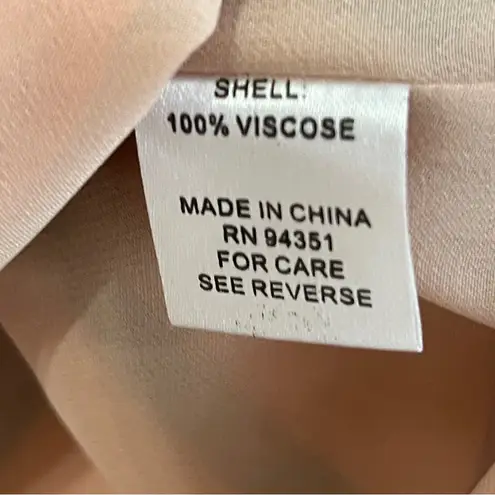 SHELL:
100% VISCOSE
MADE IN CHINA
RN 94351
FOR CARE
SEE REVERSE